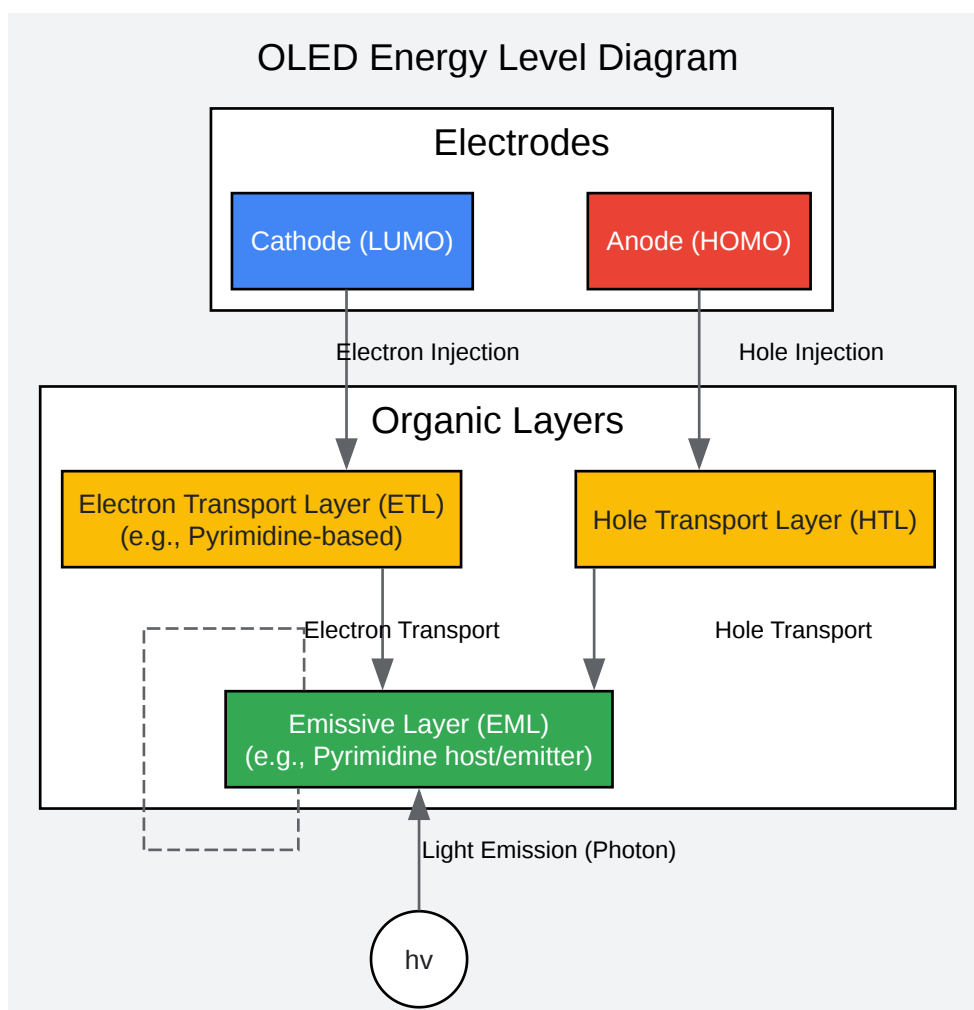 OLED Energy Level Diagram
Electrodes
Cathode (LUMO)
Anode (HOMO)
Electron Injection
Hole Injection
Organic Layers
Electron Transport Layer (ETL)
(e.g., Pyrimidine-based)
Hole Transport Layer (HTL)
Electron Transport
Hole Transport
Emissive Layer (EML)
(e.g., Pyrimidine host/emitter)
Light Emission (Photon)
hv